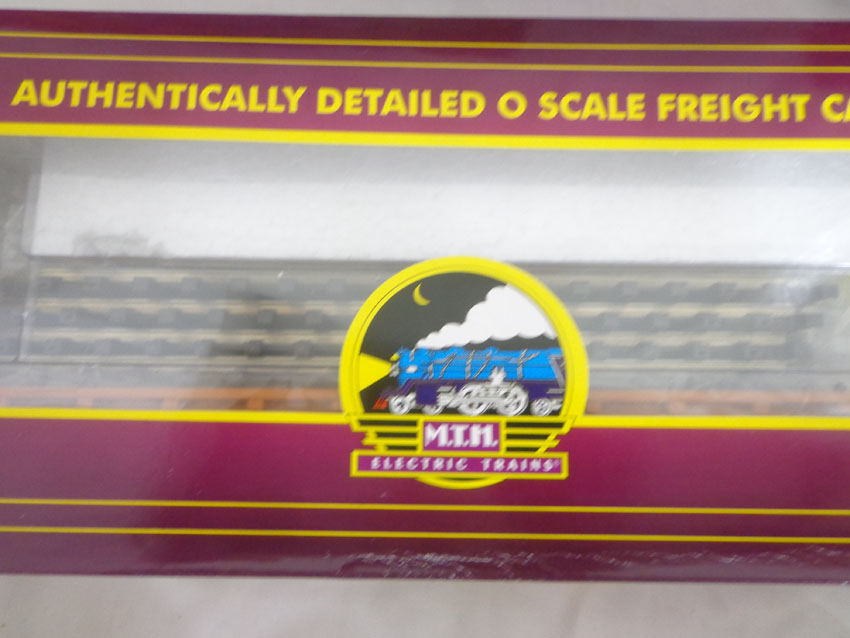 AUTHENTICALLY DETAILED O SCALE FREIGHT CA
M.T.H.
ELECTRIC TRAINS